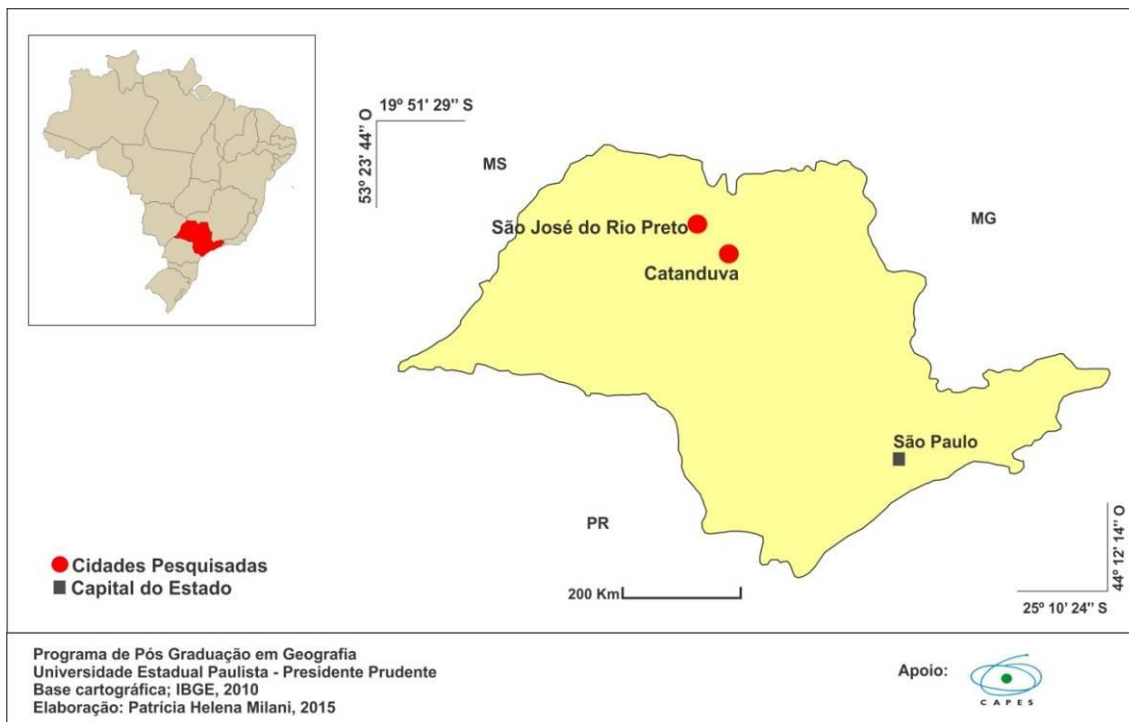 19º 51' 29" S
53º 23' 44" O
MS
MG
São José do Rio Preto
Catanduva
São Paulo
PR
Cidades Pesquisadas
Capital do Estado
200 Km
44º 12' 14" O
25º 10' 24" S
Programa de Pós Graduação em Geografia
Universidade Estadual Paulista - Presidente Prudente
Base cartográfica; IBGE, 2010
Elaboração: Patrícia Helena Milani, 2015
Apoio:
CAPES